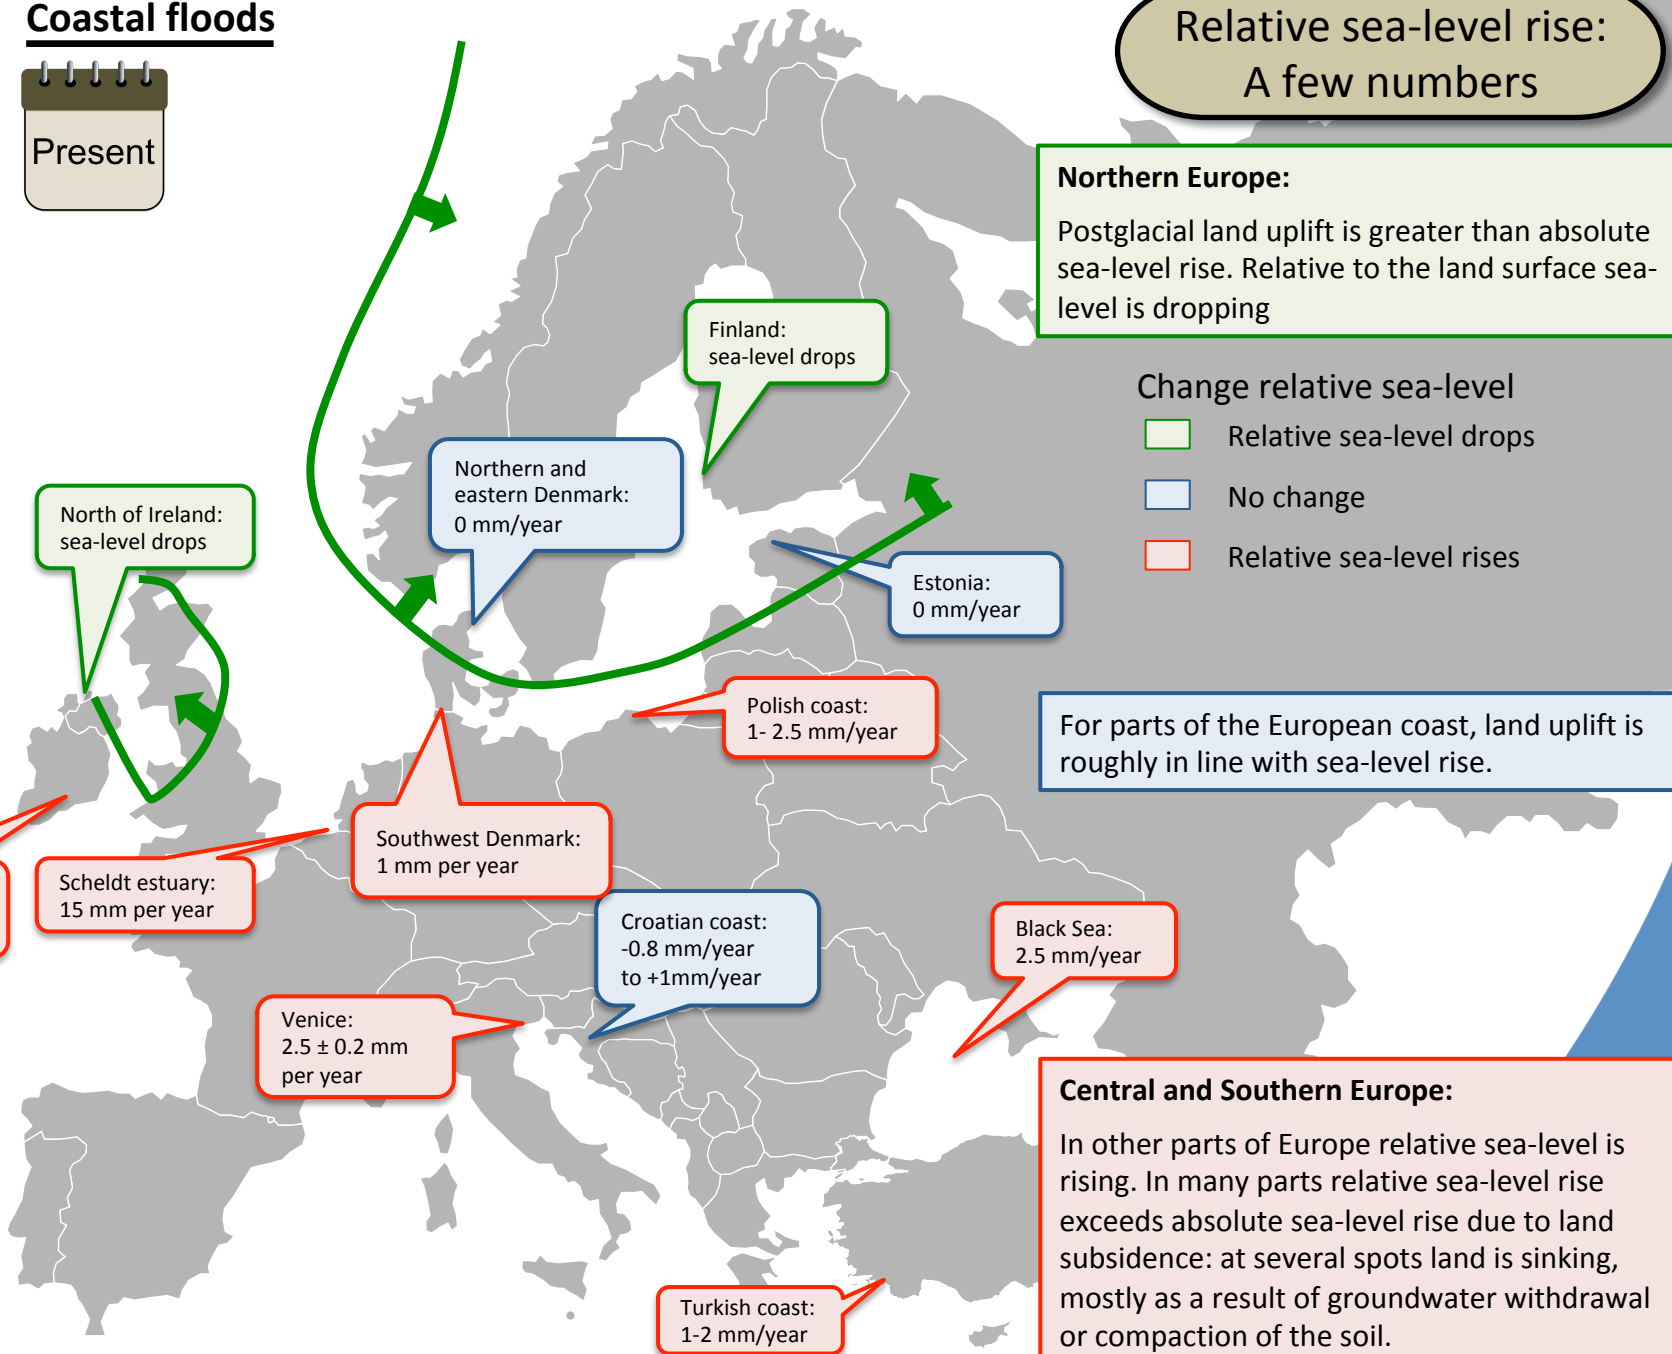 Coastal floods
Present
Relative sea-level rise:
A few numbers
Northern Europe:
Postglacial land uplift is greater than absolute
sea-level rise. Relative to the land surface sea-
level is dropping
Finland:
sea-level drops
Change relative sea-level
Relative sea-level drops
No change
Relative sea-level rises
Northern and
eastern Denmark:
0 mm/year
North of Ireland:
sea-level drops
Estonia:
0 mm/year
Polish coast:
1- 2.5 mm/year
For parts of the European coast, land uplift is
roughly in line with sea-level rise.
Southwest Denmark:
1 mm per year
Scheldt estuary:
15 mm per year
Croatian coast:
-0.8 mm/year
to +1mm/year
Black Sea:
2.5 mm/year
Venice:
2.5 ± 0.2 mm
per year
Central and Southern Europe:
In other parts of Europe relative sea-level is
rising. In many parts relative sea-level rise
exceeds absolute sea-level rise due to land
subsidence: at several spots land is sinking,
mostly as a result of groundwater withdrawal
or compaction of the soil.
Turkish coast:
1-2 mm/year